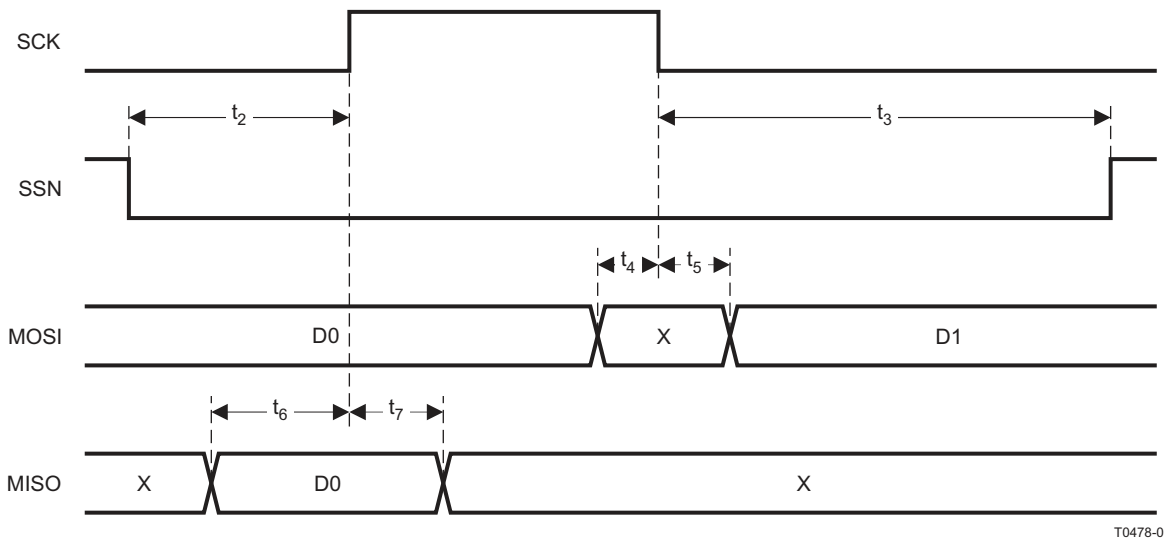 SCK
t2
t3
SSN
t4 t5
MOSI D0 X D1
t6 t7
MISO X D0 X
T0478-0